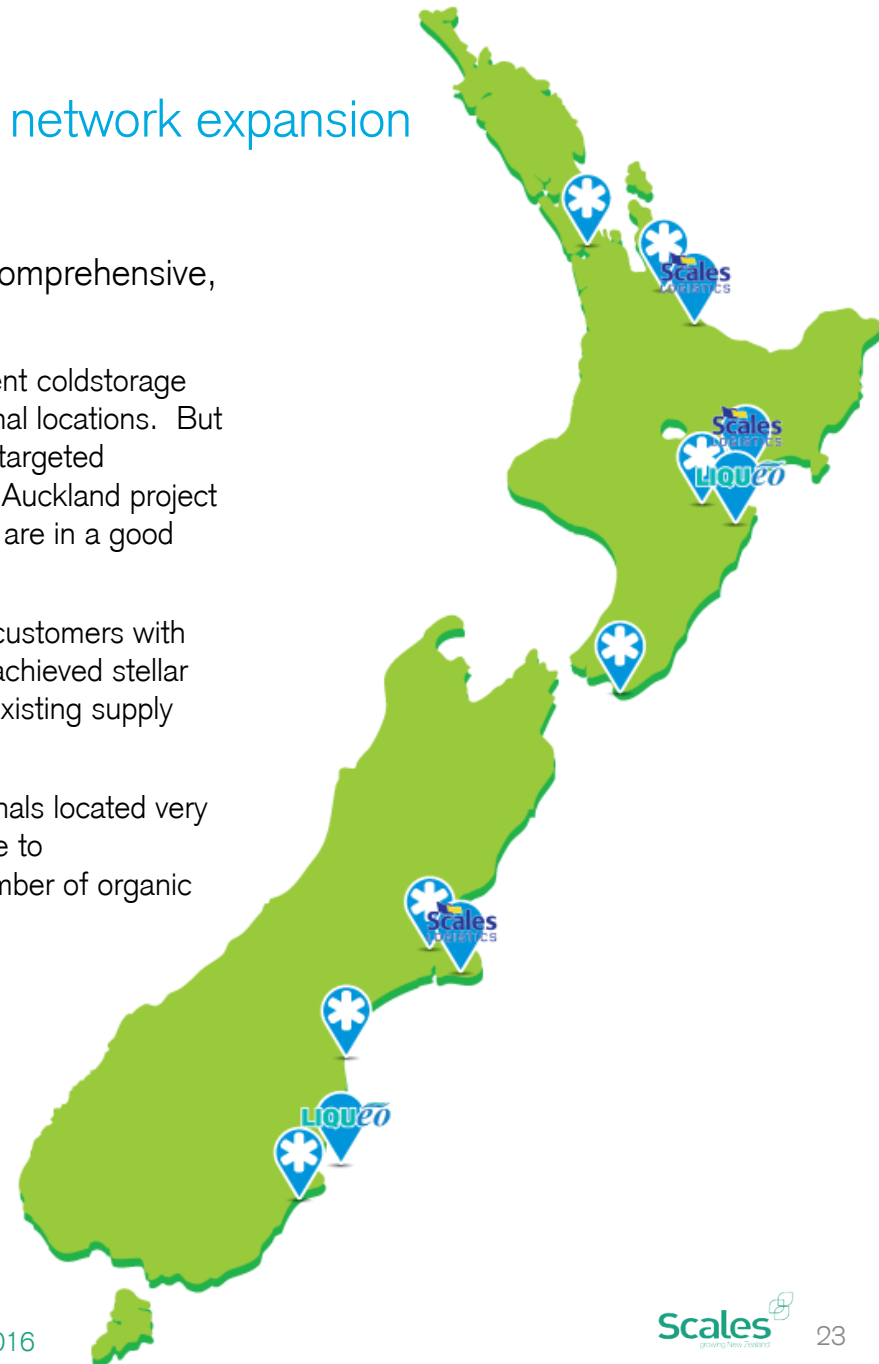 network expansion
omprehensive,
ent coldstorage
nal locations.  But
targeted
Auckland project
are in a good
customers with
achieved stellar
existing supply
nals located very
e to
mber of organic
Scales
LOGISTICS
Scales
LOGISTICS
LIQUeo
Scales
LOGISTICS
LIQUeo
016
Scales
growing New Zealand
23